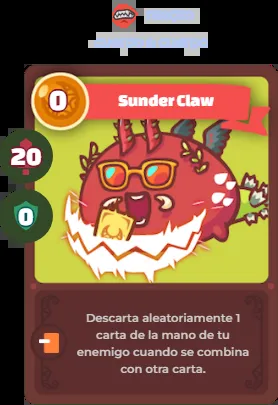 0
Sunder Claw
20
0
Descarta aleatoriamente 1
carta de la mano de tu
enemigo cuando se combina
con otra carta.